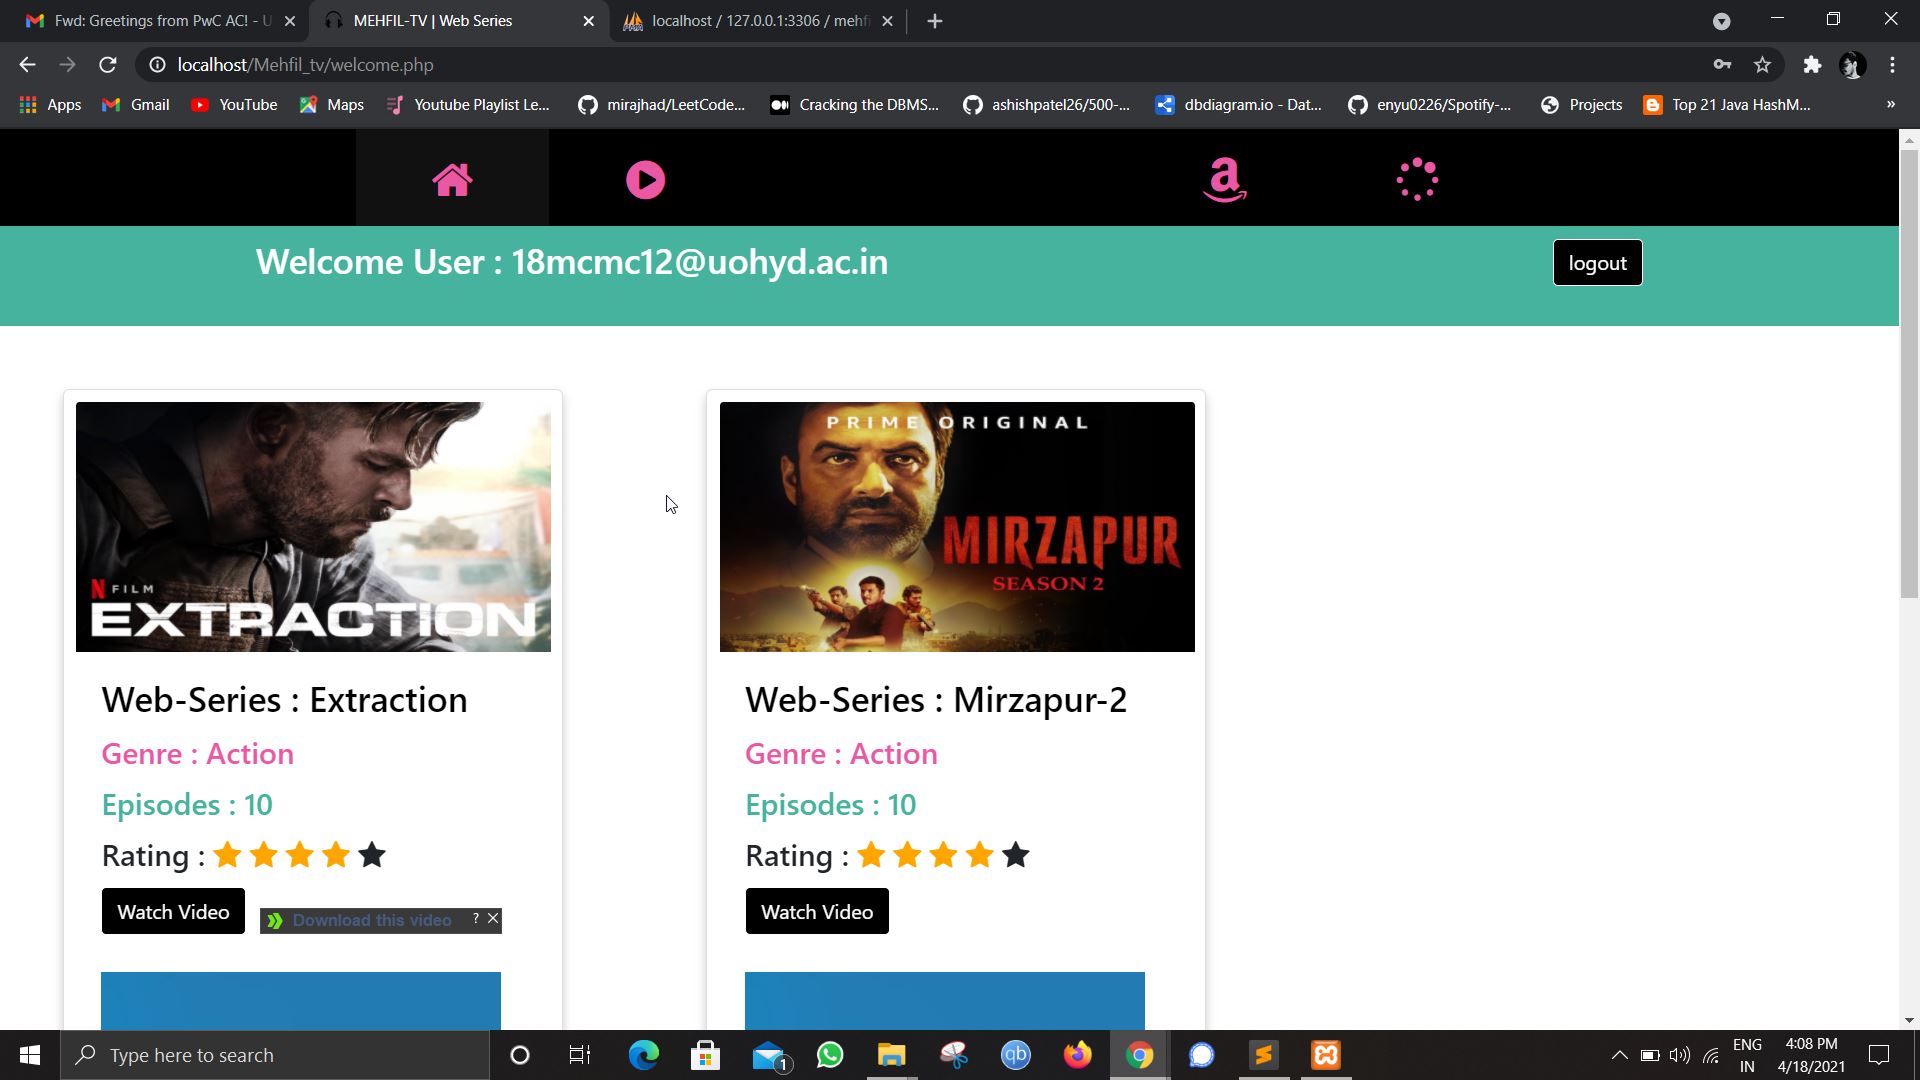 Fwd: Greetings from PwC AC! - U
MEHFIL-TV | Web Series
localhost / 127.0.0.1:3306 / mehfi
localhost/Mehfil_tv/welcome.php
Apps
Gmail
YouTube
Maps
Youtube Playlist Le...
mirajhad/LeetCode...
Cracking the DBMS...
ashishpatel26/500-...
dbdiagram.io - Dat...
enyu0226/Spotify-...
Projects
Top 21 Java HashM...
»
a
Welcome User : 18mcmc12@uohyd.ac.in
logout
N FILM
EXTRACTION
PRIME ORIGINAL
MIRZAPUR
SEASON 2
Web-Series : Extraction
Genre : Action
Episodes : 10
Rating :
Watch Video
Download this video
?
Web-Series : Mirzapur-2
Genre : Action
Episodes : 10
Rating :
Watch Video
Type here to search
1
qb
ENG
IN
4:08 PM
4/18/2021